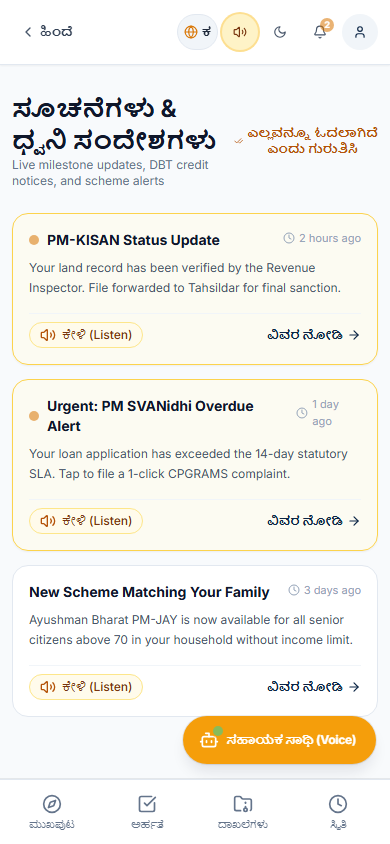 ಹಿಂದೆ
ಕ
2
ಸೂಚನೆಗಳು &
ಧ್ವನಿ ಸಂದೇಶಗಳು
ಎಲ್ಲವನ್ನೂ ಓದಲಾಗಿದೆ
ಎಂದು ಗುರುತಿಸಿ
Live milestone updates, DBT credit
notices, and scheme alerts
PM-KISAN Status Update
2 hours ago
Your land record has been verified by the Revenue
Inspector. File forwarded to Tahsildar for final sanction.
ಕೇಳಿ (Listen)
ವಿವರ ನೋಡಿ
Urgent: PM SVANidhi Overdue
Alert
1 day
ago
Your loan application has exceeded the 14-day statutory
SLA. Tap to file a 1-click CPGRAMS complaint.
ಕೇಳಿ (Listen)
ವಿವರ ನೋಡಿ
New Scheme Matching Your Family
3 days ago
Ayushman Bharat PM-JAY is now available for all senior
citizens above 70 in your household without income limit.
ಕೇಳಿ (Listen)
ವಿವರ ನೋಡಿ
ಸಹಾಯಕ ಸಾಥಿ (Voice)
ಮುಖಪುಟ
ಅರ್ಹತೆ
ದಾಖಲೆಗಳು
ಸ್ಥಿತಿ